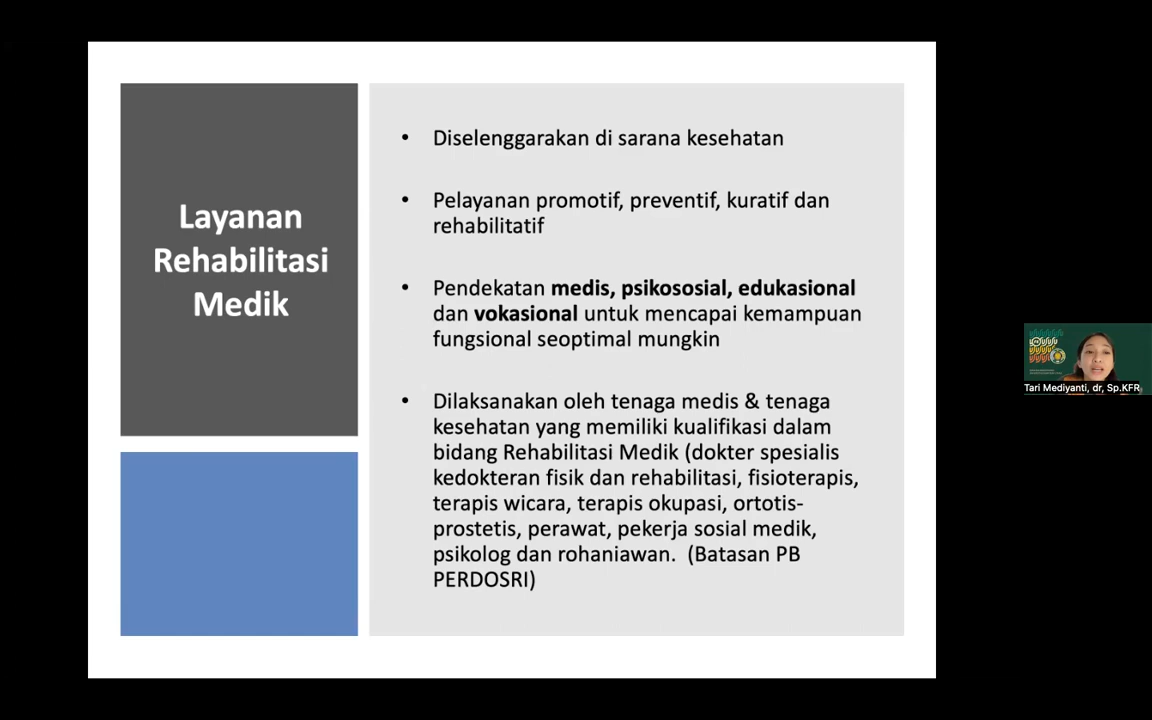 Layanan
Rehabilitasi
Medik
• Diselenggarakan di sarana kesehatan
• Pelayanan promotif, preventif, kuratif dan
rehabilitatif
• Pendekatan medis, psikososial, edukasional
dan vokasional untuk mencapai kemampuan
fungsional seoptimal mungkin
• Dilaksanakan oleh tenaga medis & tenaga
kesehatan yang memiliki kualifikasi dalam
bidang Rehabilitasi Medik (dokter spesialis
kedokteran fisik dan rehabilitasi, fisioterapis,
terapis wicara, terapis okupasi, ortotis-
prostetis, perawat, pekerja sosial medik,
psikolog dan rohaniawan. (Batasan PB
PERDOSRI)
Tari Mediyanti, dr, Sp.KFR